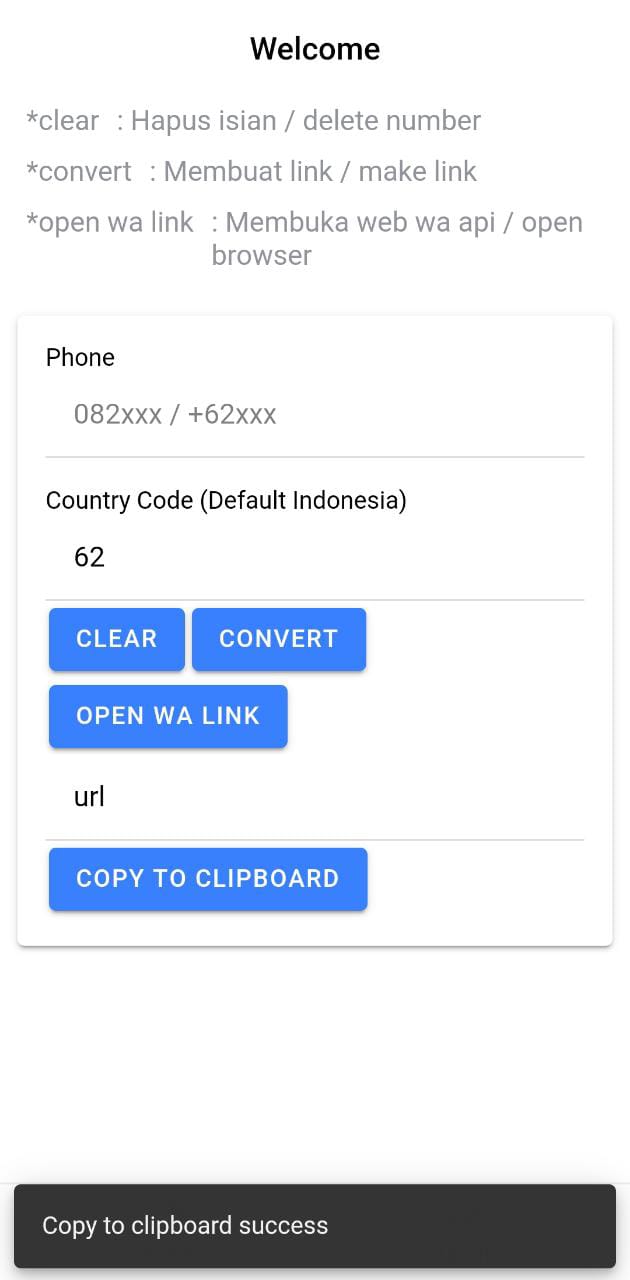 Welcome
*clear : Hapus isian / delete number
*convert : Membuat link / make link
*open wa link : Membuka web wa api / open
browser
Phone
082xxx / +62xxx
Country Code (Default Indonesia)
62
CLEAR CONVERT
OPEN WA LINK
url
COPY TO CLIPBOARD
Copy to clipboard success